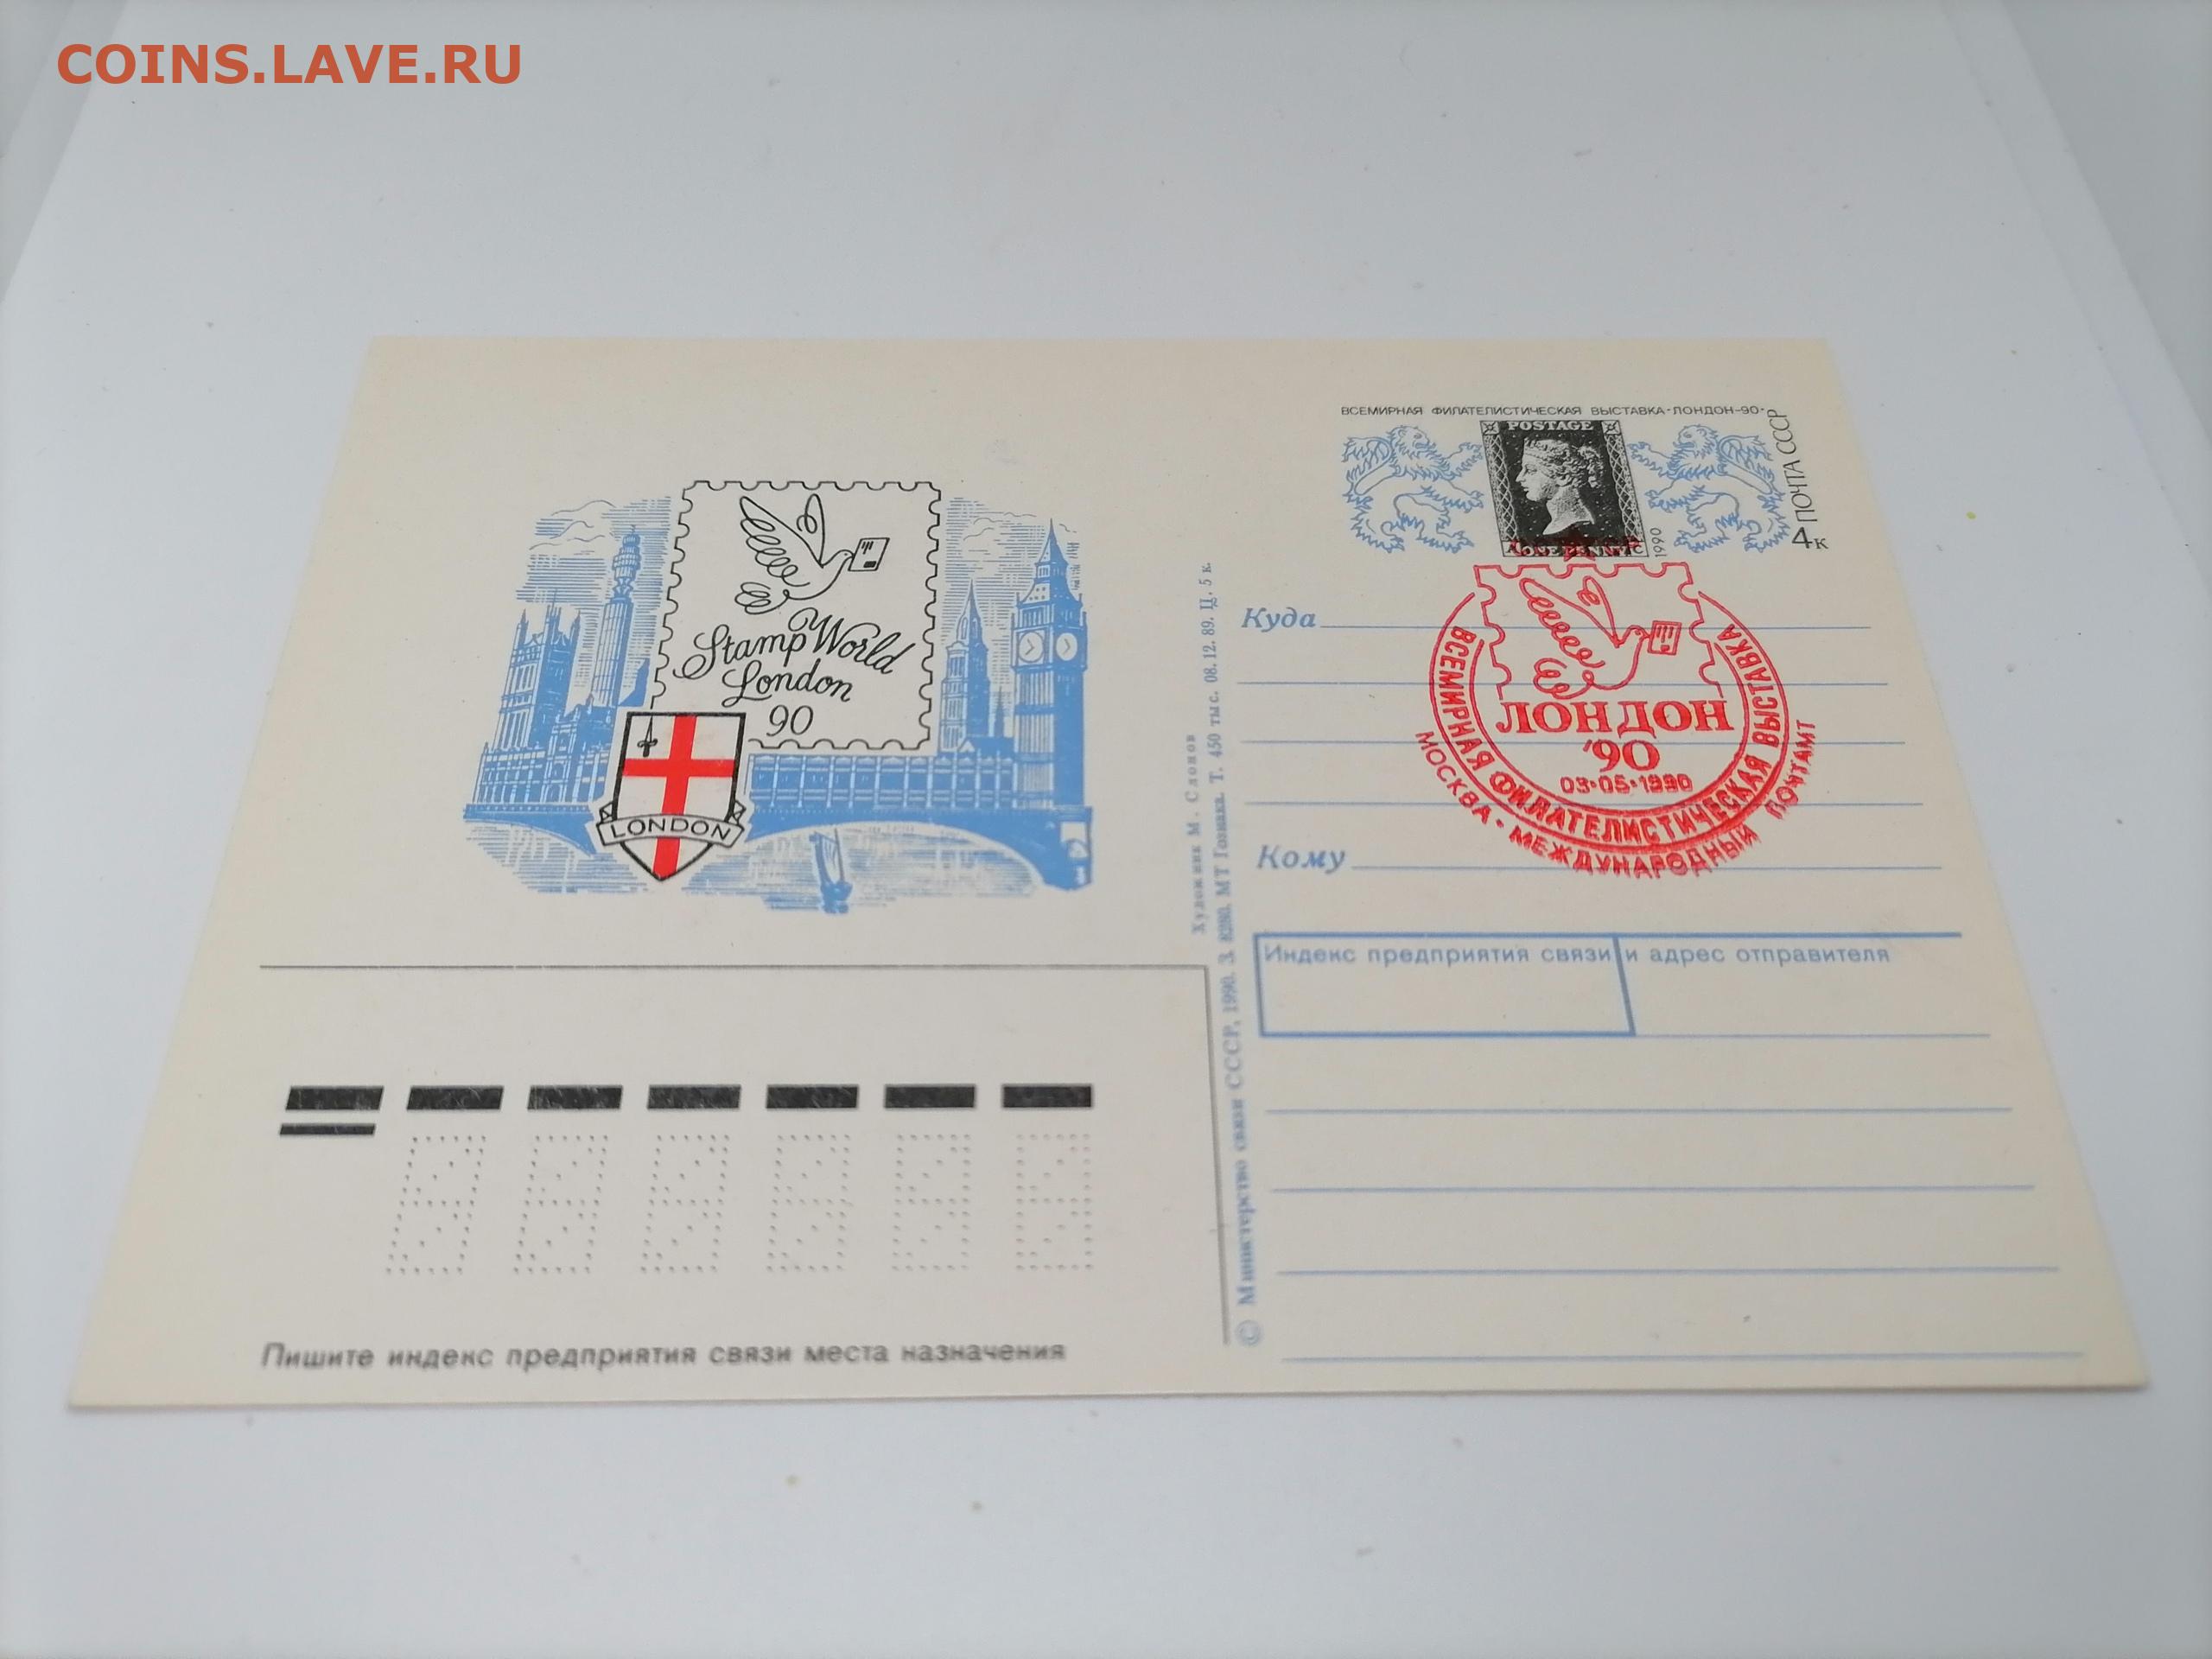 COINS.LAVE.RU
Stamp World
London
90
LONDON
ВСЕМИРНАЯ ФИЛАТЕЛИСТИЧЕСКАЯ ВЫСТАВКА·ЛОНДОН-90·
POSTAGE
ONE PENNY
1990
ПОЧТА СССР
4к
ЛОНДОН
'90
03·05·1990
ВСЕМИРНАЯ ФИЛАТЕЛИСТИЧЕСКАЯ ВЫСТАВКА
МОСКВА · МЕЖДУНАРОДНЫЙ ПОЧТАМТ
Куда
Кому
Индекс предприятия связи и адрес отправителя
Художник М. Слонов
© Министерство связи СССР, 1990. З. 8280. МТ Гознака. Т. 450 тыс. 08.12.89. Ц. 5 к.
Пишите индекс предприятия связи места назначения